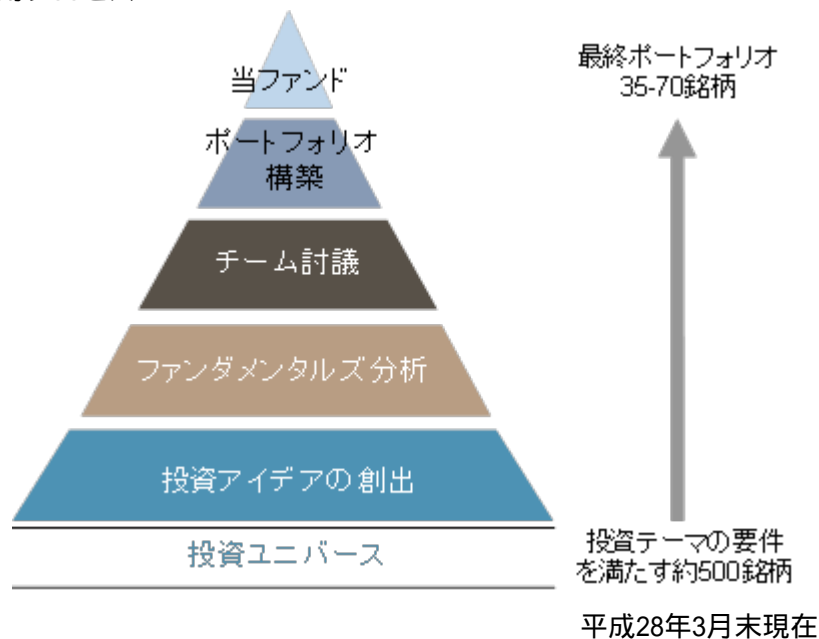 当ファンド
ポートフォリオ
構築
チーム討議
ファンダメンタルズ分析
投資アイデアの創出
投資ユニバース
最終ポートフォリオ
35-70銘柄
投資テーマの要件
を満たす約500銘柄
平成28年3月末現在